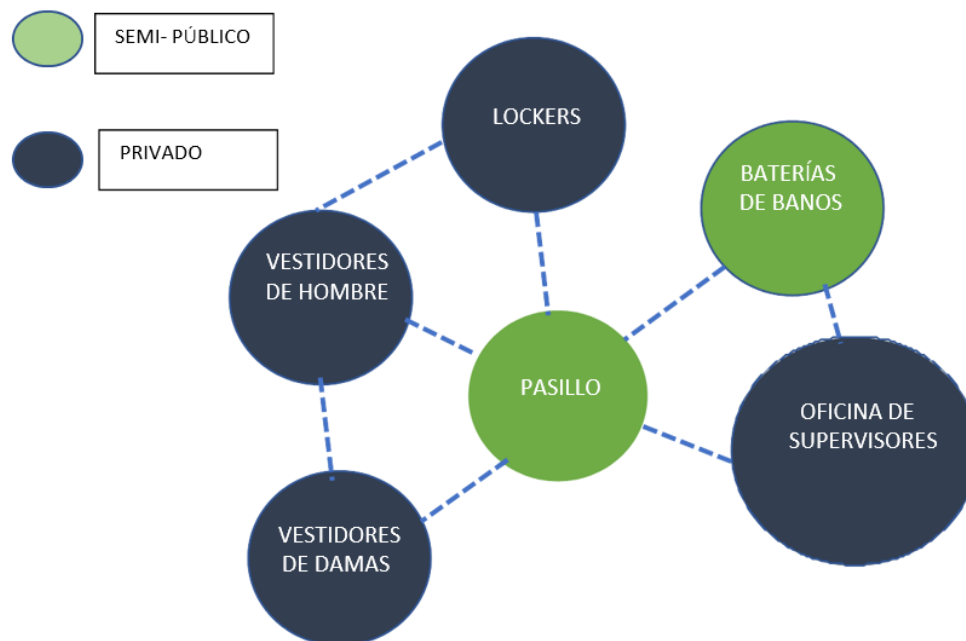 SEMI- PÚBLICO
PRIVADO
LOCKERS
BATERÍAS
DE BANOS
VESTIDORES
DE HOMBRE
PASILLO
OFICINA DE
SUPERVISORES
VESTIDORES
DE DAMAS